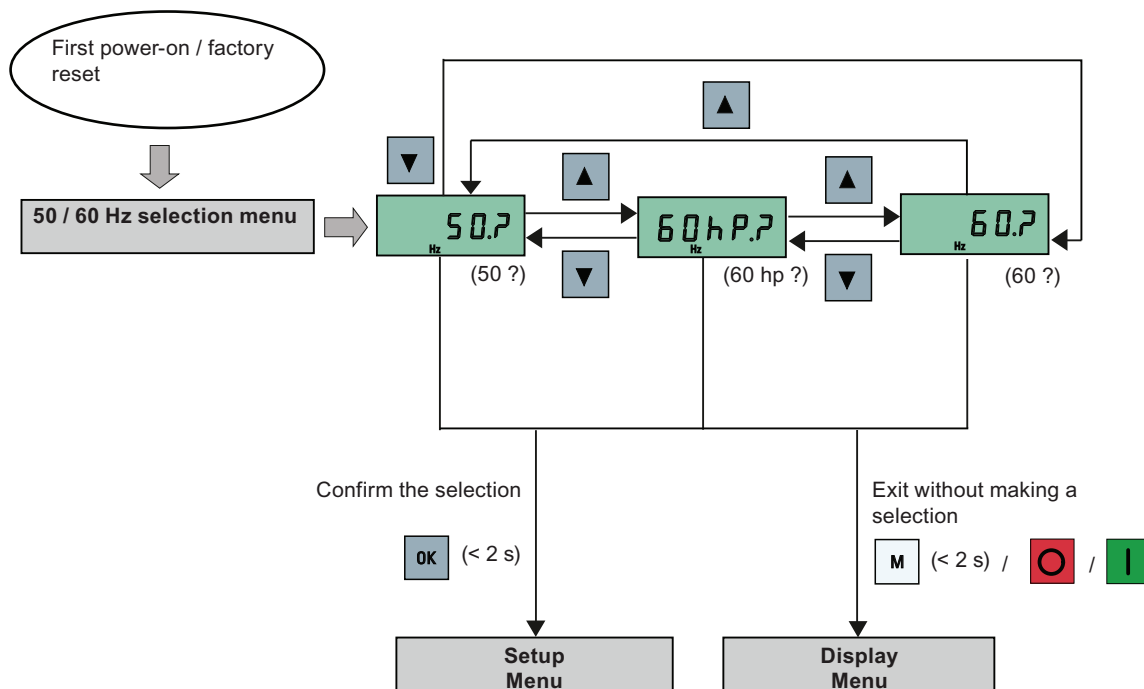 First power-on / factory
reset
▲
▼
▲
▲
50 / 60 Hz selection menu
50.?
Hz
60hP.?
Hz
60.?
Hz
(50 ?)
▼
(60 hp ?)
▼
(60 ?)
Confirm the selection
OK (< 2 s)
Exit without making a
selection
M (< 2 s) / O / I
Setup
Menu
Display
Menu